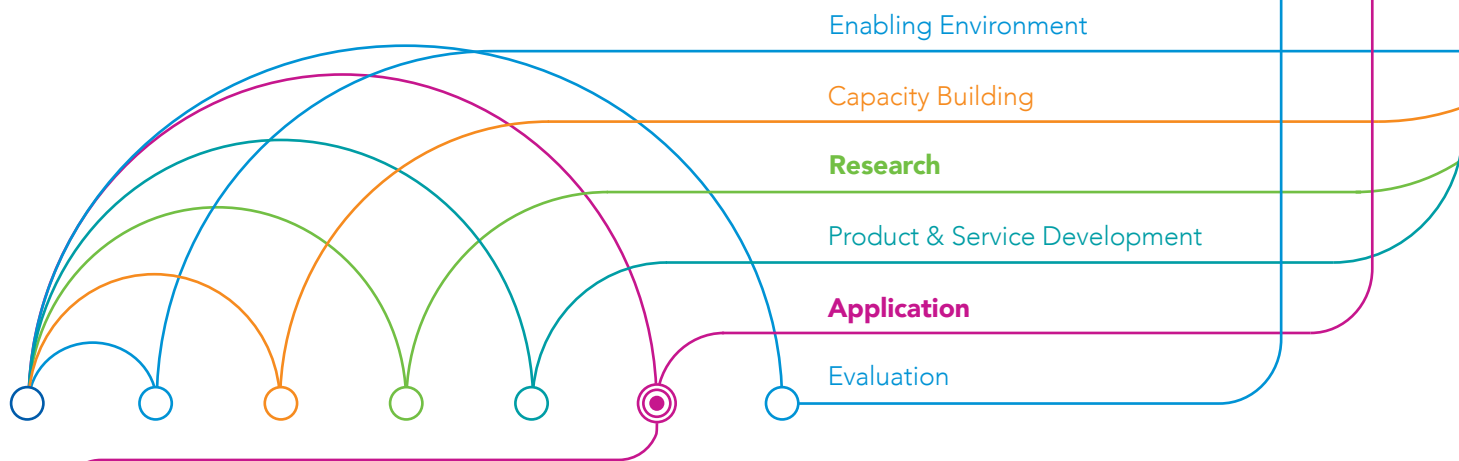 Enabling Environment
Capacity Building
Research
Product & Service Development
Application
Evaluation